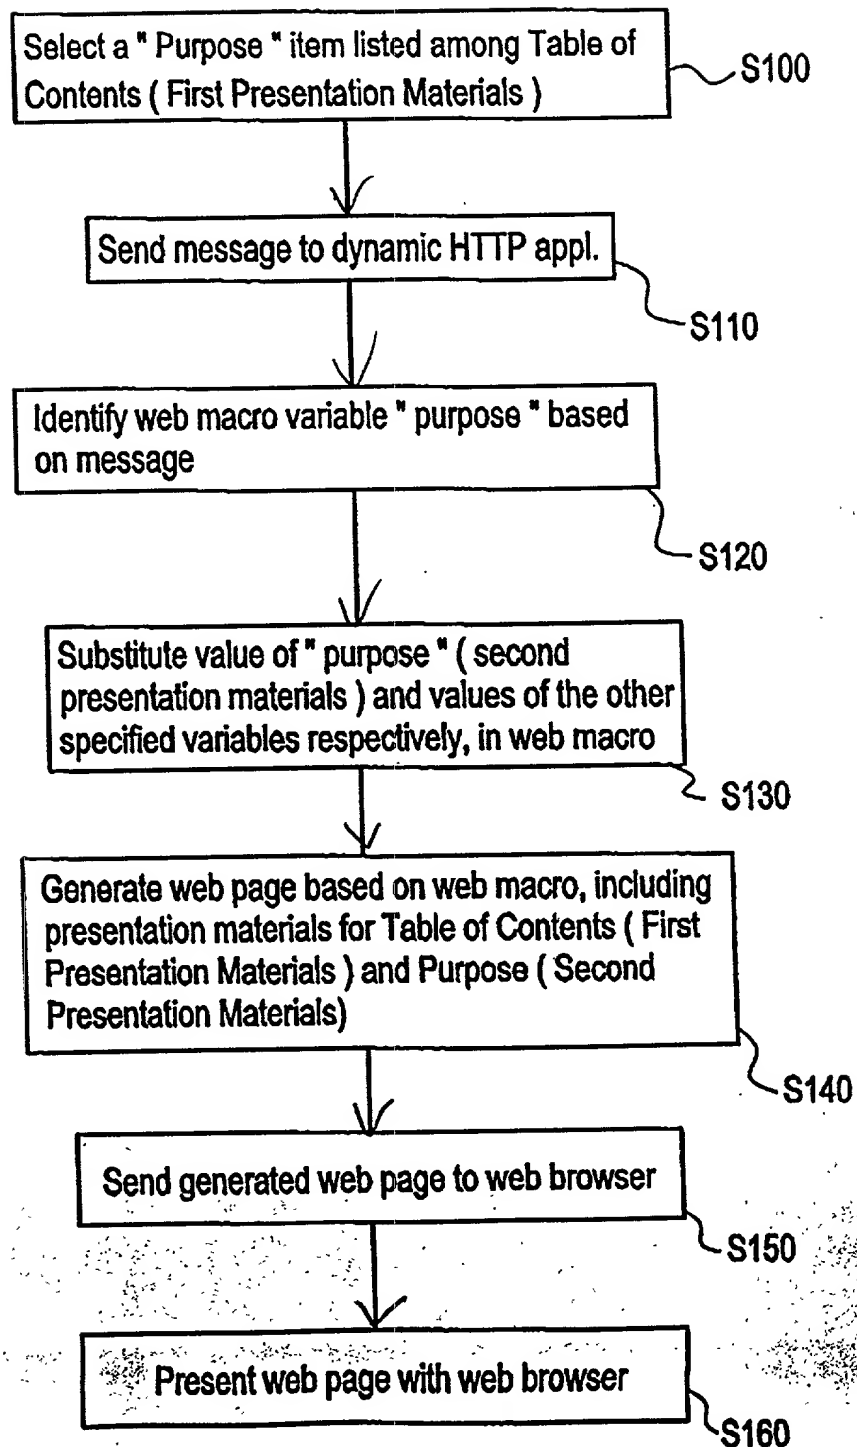 Select a " Purpose " item listed among Table of
Contents ( First Presentation Materials )
S100
Send message to dynamic HTTP appl.
S110
Identify web macro variable " purpose " based
on message
S120
Substitute value of " purpose " ( second
presentation materials ) and values of the other
specified variables respectively, in web macro
S130
Generate web page based on web macro, including
presentation materials for Table of Contents ( First
Presentation Materials ) and Purpose ( Second
Presentation Materials)
S140
Send generated web page to web browser
S150
Present web page with web browser
S160